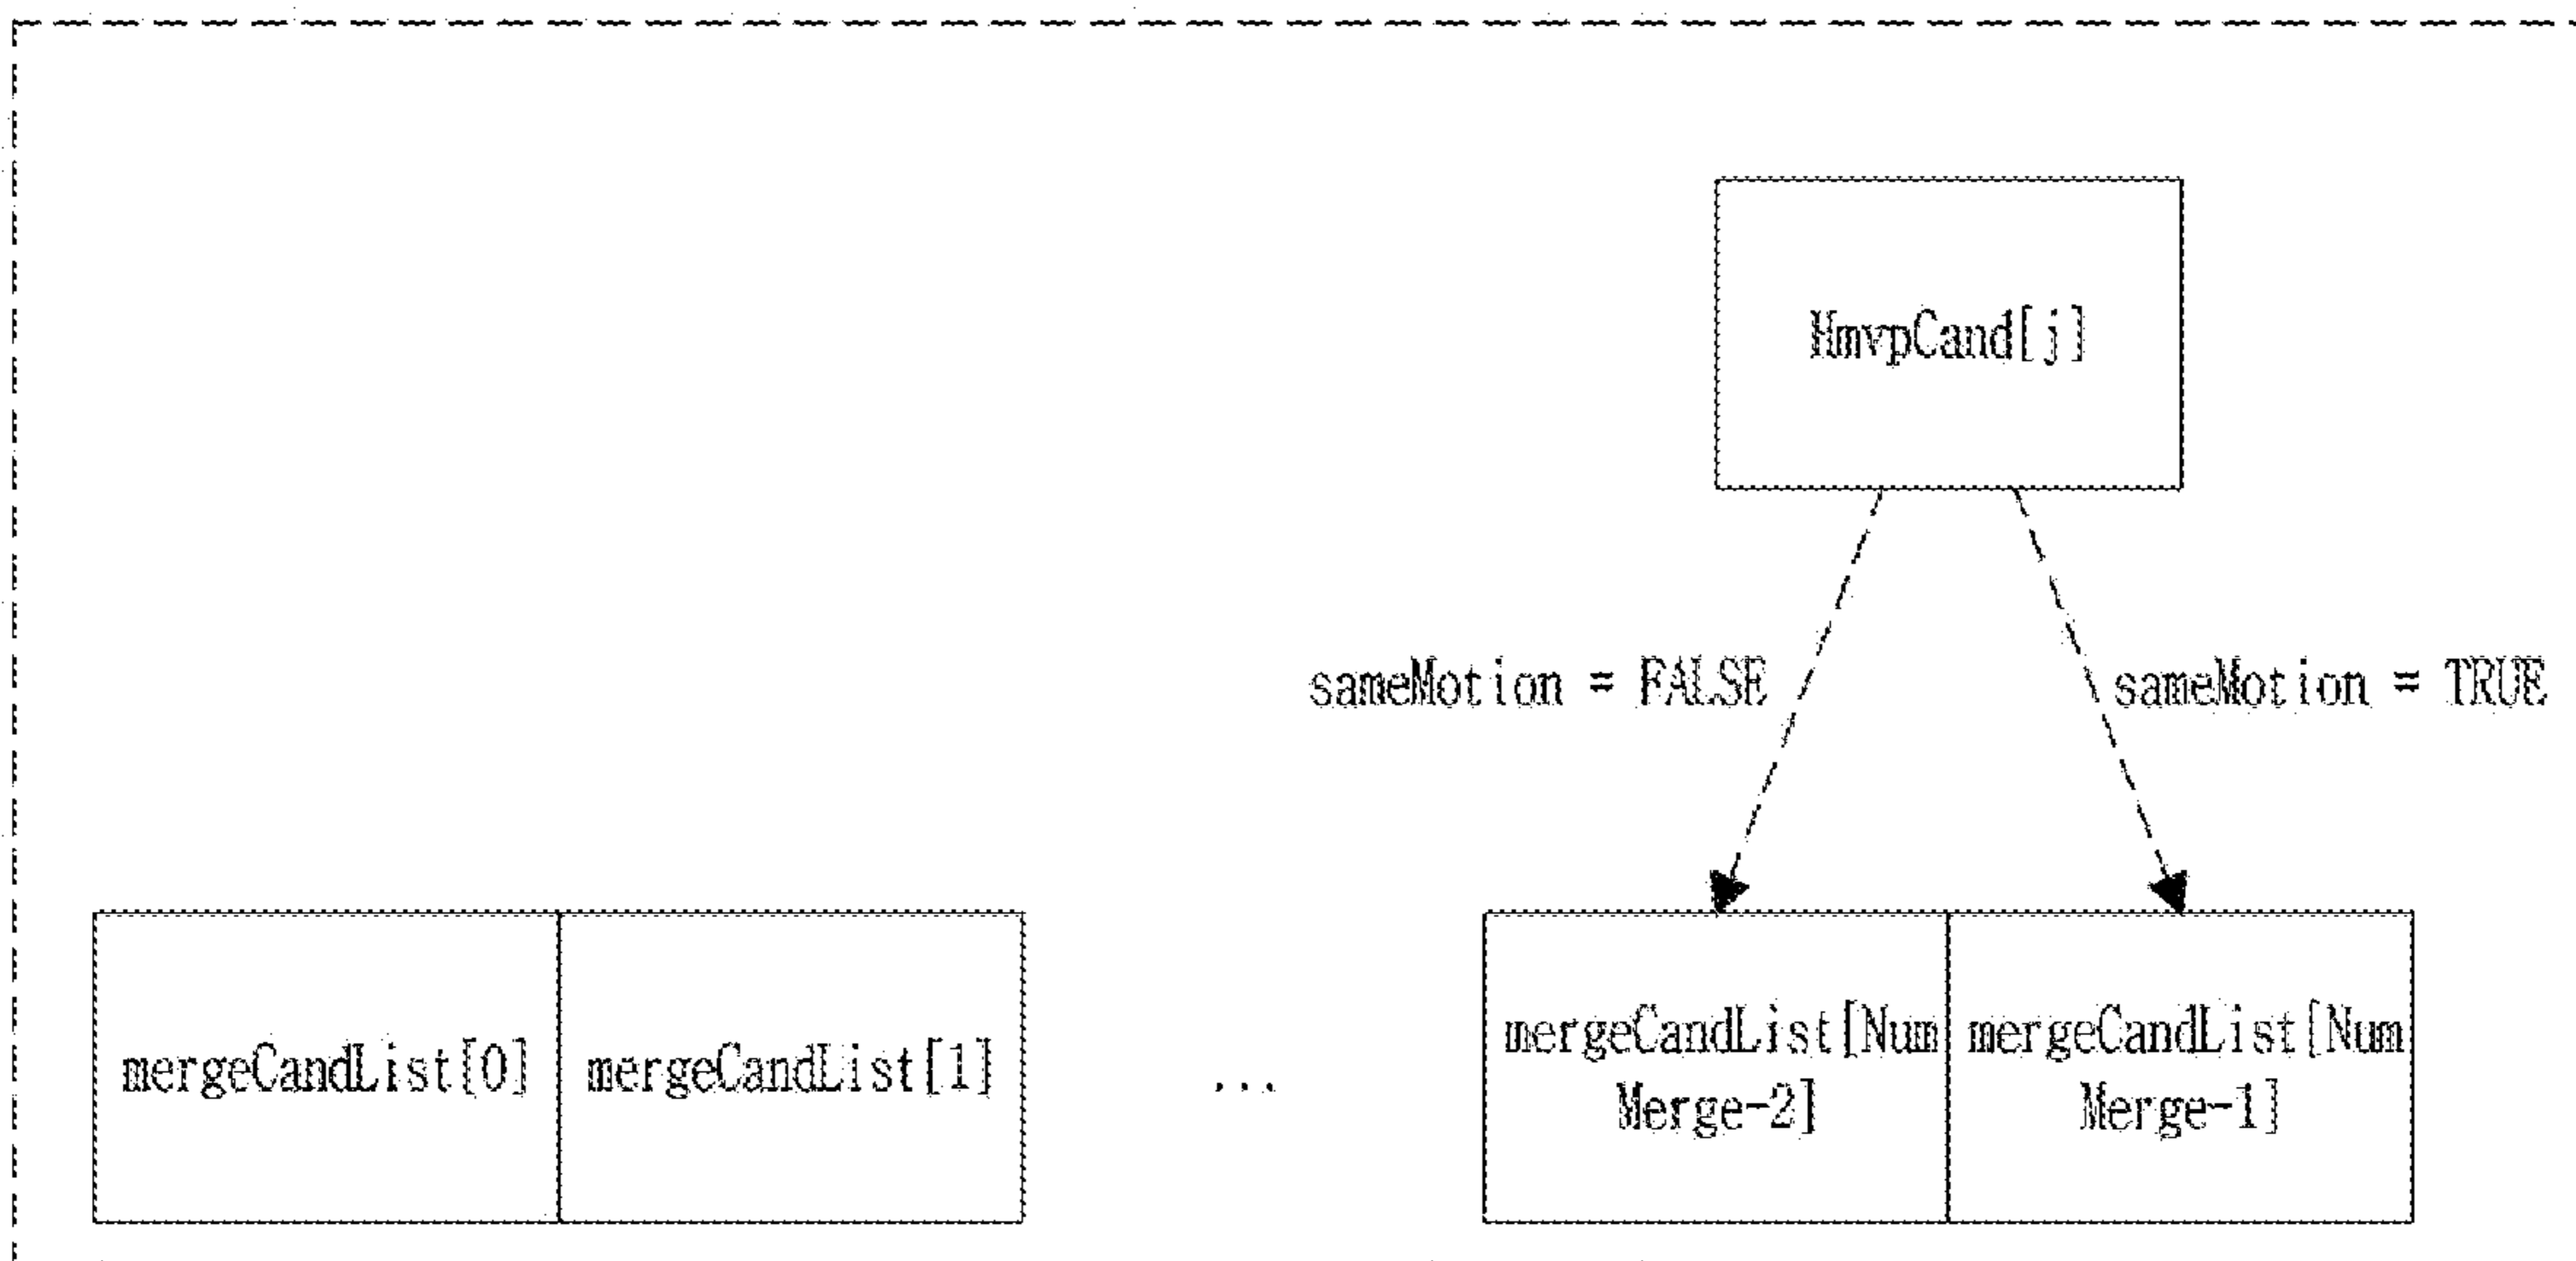 HmvpCand[j]
sameMotion = FALSE
sameMotion = TRUE
mergeCandList[0]
mergeCandList[1]
...
mergeCandList[Num
Merge-2]
mergeCandList[Num
Merge-1]